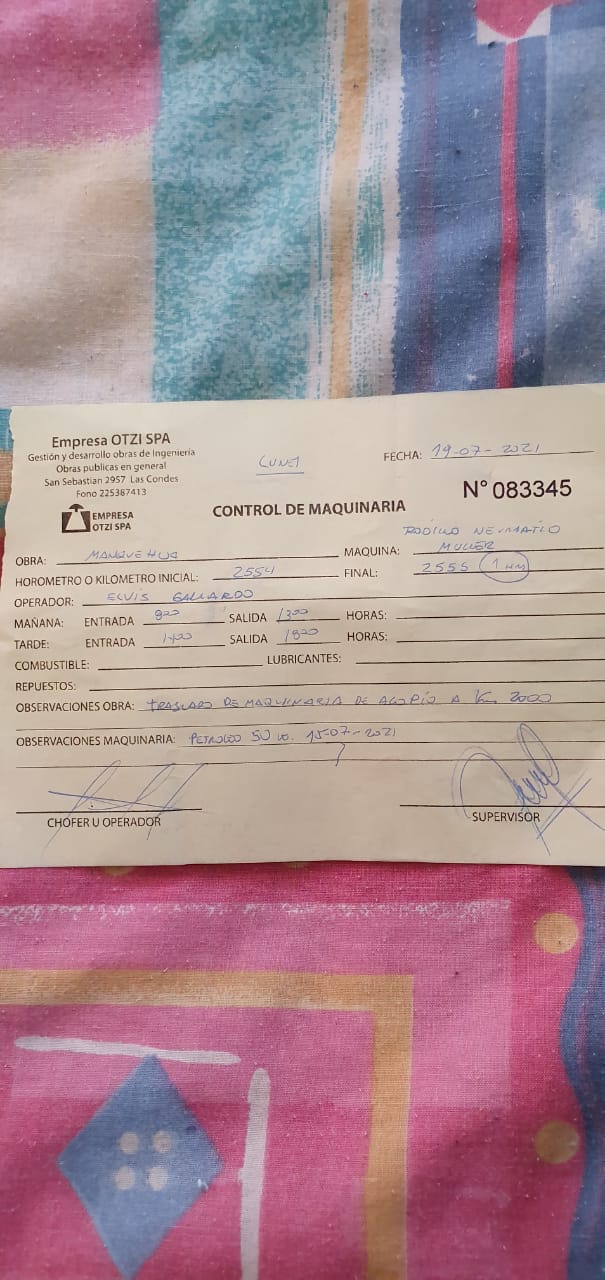 Empresa OTZI SPA
Gestión y desarrollo obras de Ingeniería
Obras publicas en general
San Sebastian 2957 Las Condes
Fono 225387413
EMPRESA
OTZI SPA
LUNES
FECHA: 19-07-2021
N° 083345
CONTROL DE MAQUINARIA
RODILLO NEUMATICO
OBRA: MANQUEHUE MAQUINA: MULLER
HOROMETRO O KILOMETRO INICIAL: 2554 FINAL: 2555 (1 HM)
OPERADOR: ELVIS GALLARDO
MAÑANA: ENTRADA 900 SALIDA 1300 HORAS:
TARDE: ENTRADA 1400 SALIDA 1800 HORAS:
COMBUSTIBLE: LUBRICANTES:
REPUESTOS:
OBSERVACIONES OBRA: TRASLADO DE MAQUINARIA DE ACOPIO A Km 2000
OBSERVACIONES MAQUINARIA: PETROLEO 50 15-07-2021
CHOFER U OPERADOR
SUPERVISOR